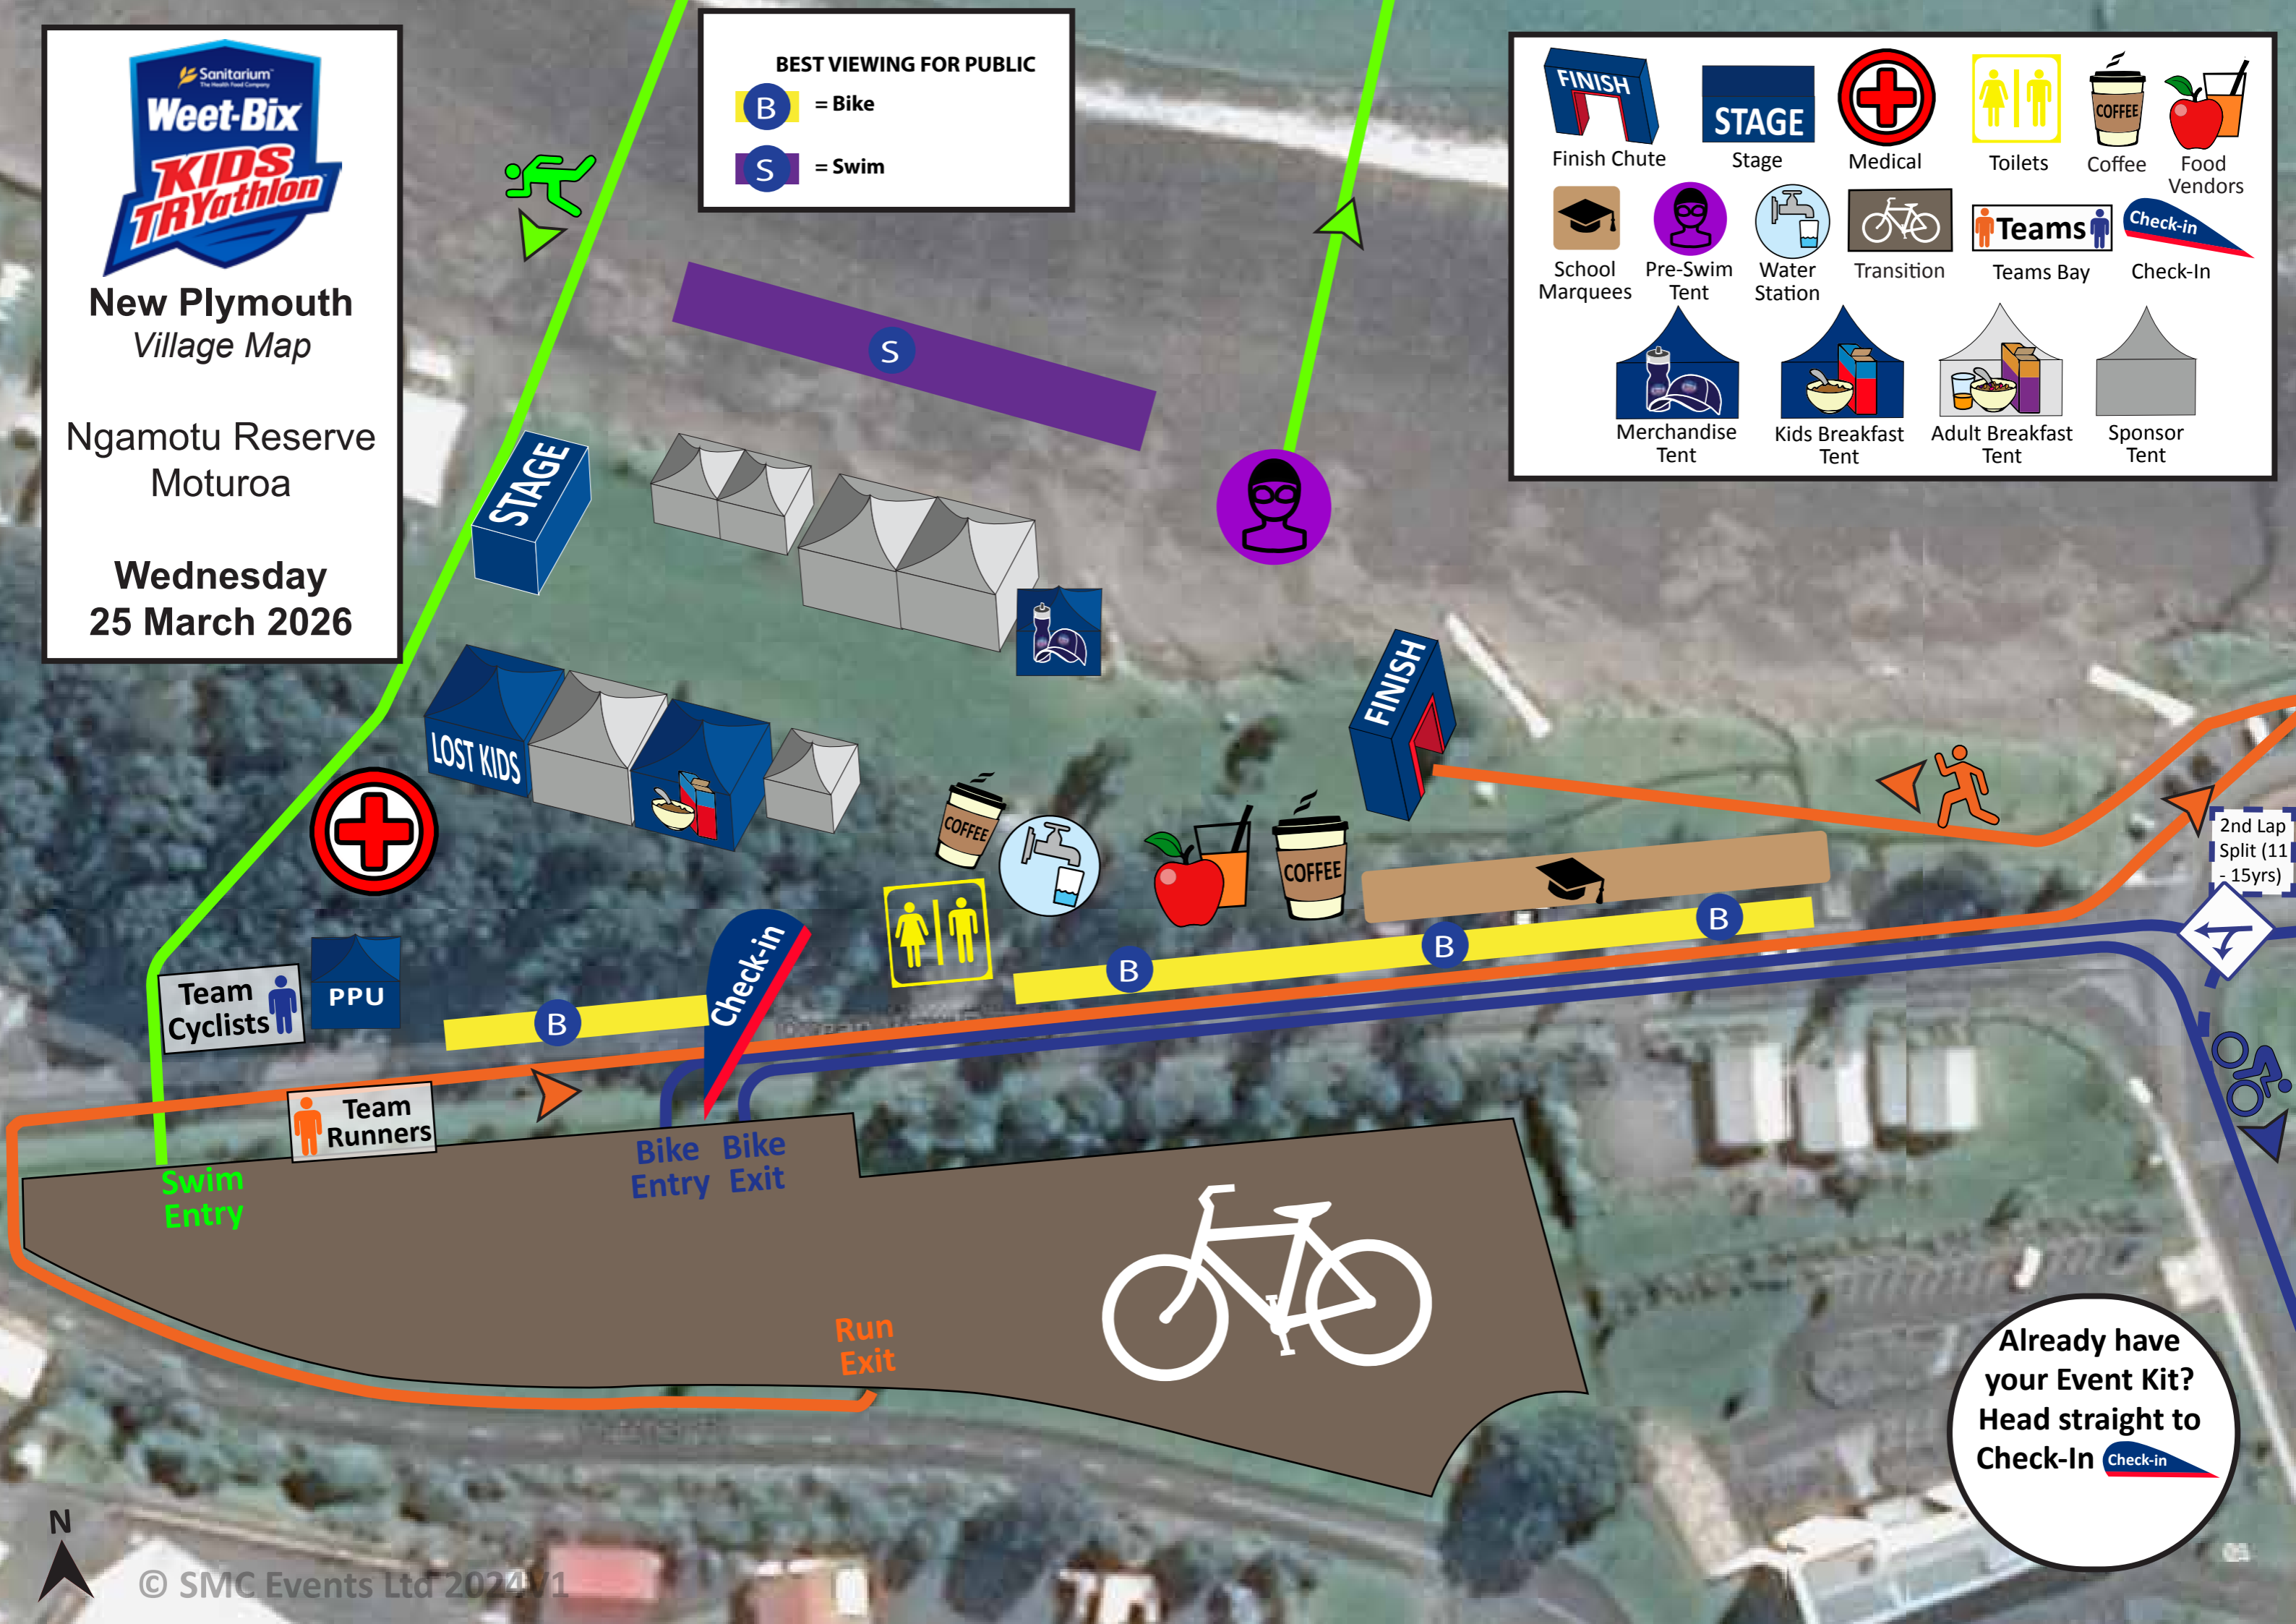 Sanitarium
The Health Food Company
Weet-Bix
KIDS
TRYathlon
New Plymouth
Village Map
Ngamotu Reserve
Moturoa
Wednesday
25 March 2026
BEST VIEWING FOR PUBLIC
B = Bike
S = Swim
FINISH
STAGE
COFFEE
Finish Chute
Stage
Medical
Toilets
Coffee
Food
Vendors
Teams
Check-in
School
Marquees
Pre-Swim
Tent
Water
Station
Transition
Teams Bay
Check-In
Merchandise
Tent
Kids Breakfast
Tent
Adult Breakfast
Tent
Sponsor
Tent
S
STAGE
FINISH
LOST KIDS
COFFEE
COFFEE
2nd Lap
Split (11
- 15yrs)
B
B
B
Check-in
Team
Cyclists
PPU
B
Team
Runners
Bike
Entry
Bike
Exit
Swim
Entry
Run
Exit
Already have
your Event Kit?
Head straight to
Check-In Check-in
N
© SMC Events Ltd 2024V1